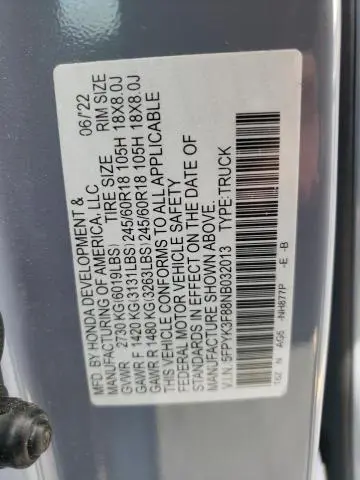 MFD. BY HONDA DEVELOPMENT & 06/'22
MANUFACTURING OF AMERICA, LLC
TIRE SIZE RIM SIZE
GVWR 2730 KG(6019LBS)
GAWR F 1420 KG(3131LBS) 245/60R18 105H 18X8.0J
GAWR R 1480 KG(3263LBS) 245/60R18 105H 18X8.0J
THIS VEHICLE CONFORMS TO ALL APPLICABLE
FEDERAL MOTOR VEHICLE SAFETY
STANDARDS IN EFFECT ON THE DATE OF
MANUFACTURE SHOWN ABOVE.
V.I.N. 5FPYK3F88NB032013 TYPE:TRUCK
N AG6 -NH877P -E -B